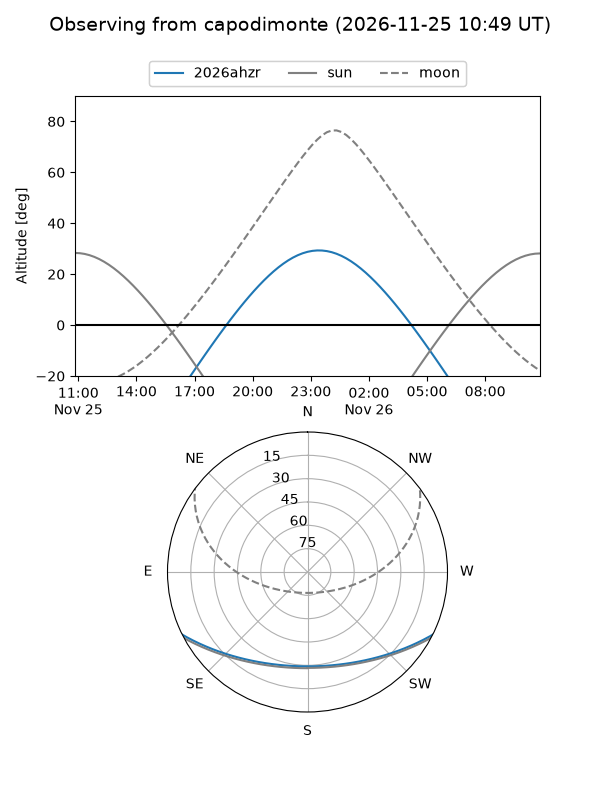 Observing from capodimonte (2026-11-25 10:49 UT)
2026ahzr sun moon
Altitude [deg]
80
60
40
20
0
−20
11:00 14:00 17:00 20:00 23:00 02:00 05:00 08:00
Nov 25 Nov 26
N
NE NW
15
30
45
60
75
E W
SE SW
S